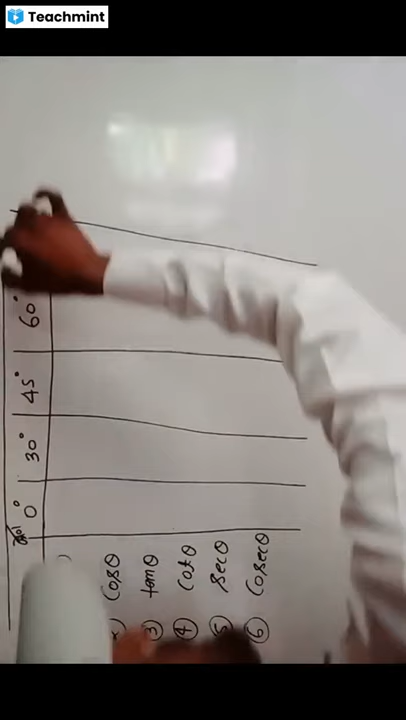 Teachmint
0° 30° 45° 60°
Cosθ
③ tanθ
④ Cotθ
⑤ Secθ
⑥ Cosecθ